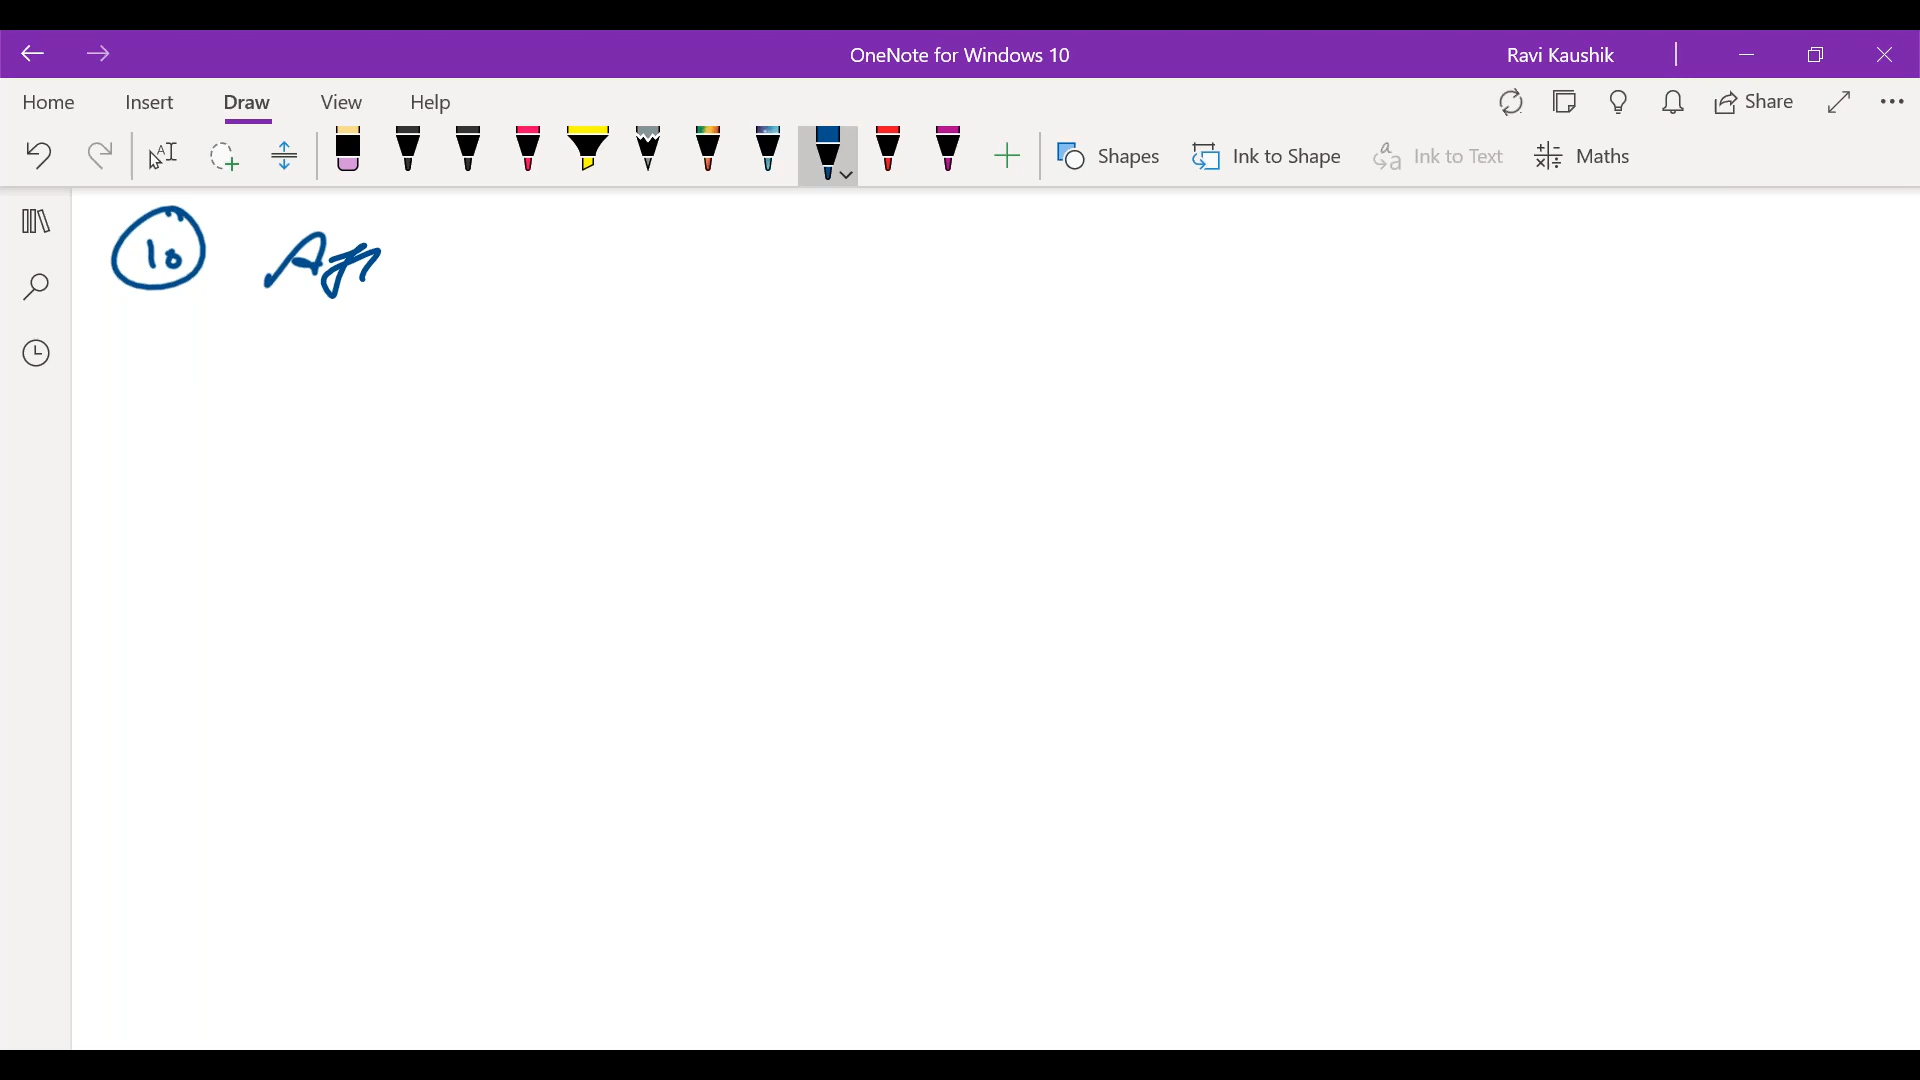 OneNote for Windows 10 Ravi Kaushik
Home Insert Draw View Help Share
Shapes Ink to Shape Ink to Text Maths
10